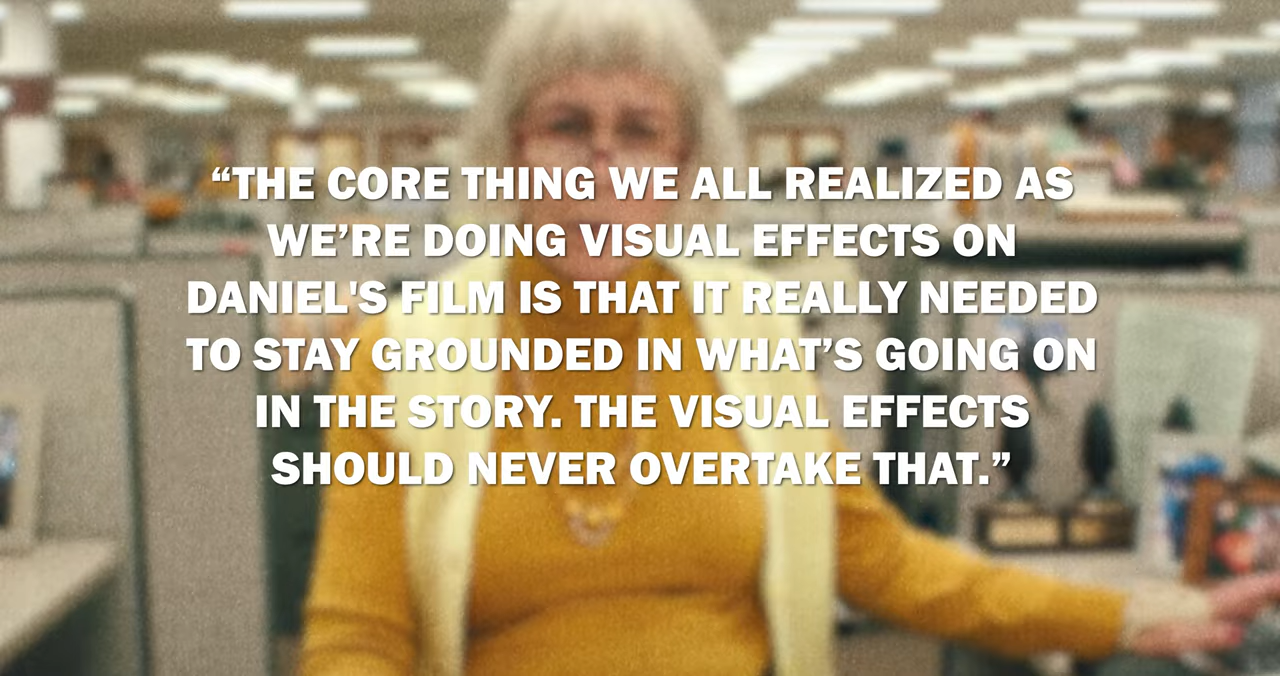 “THE CORE THING WE ALL REALIZED AS
WE’RE DOING VISUAL EFFECTS ON
DANIEL'S FILM IS THAT IT REALLY NEEDED
TO STAY GROUNDED IN WHAT’S GOING ON
IN THE STORY. THE VISUAL EFFECTS
SHOULD NEVER OVERTAKE THAT.”